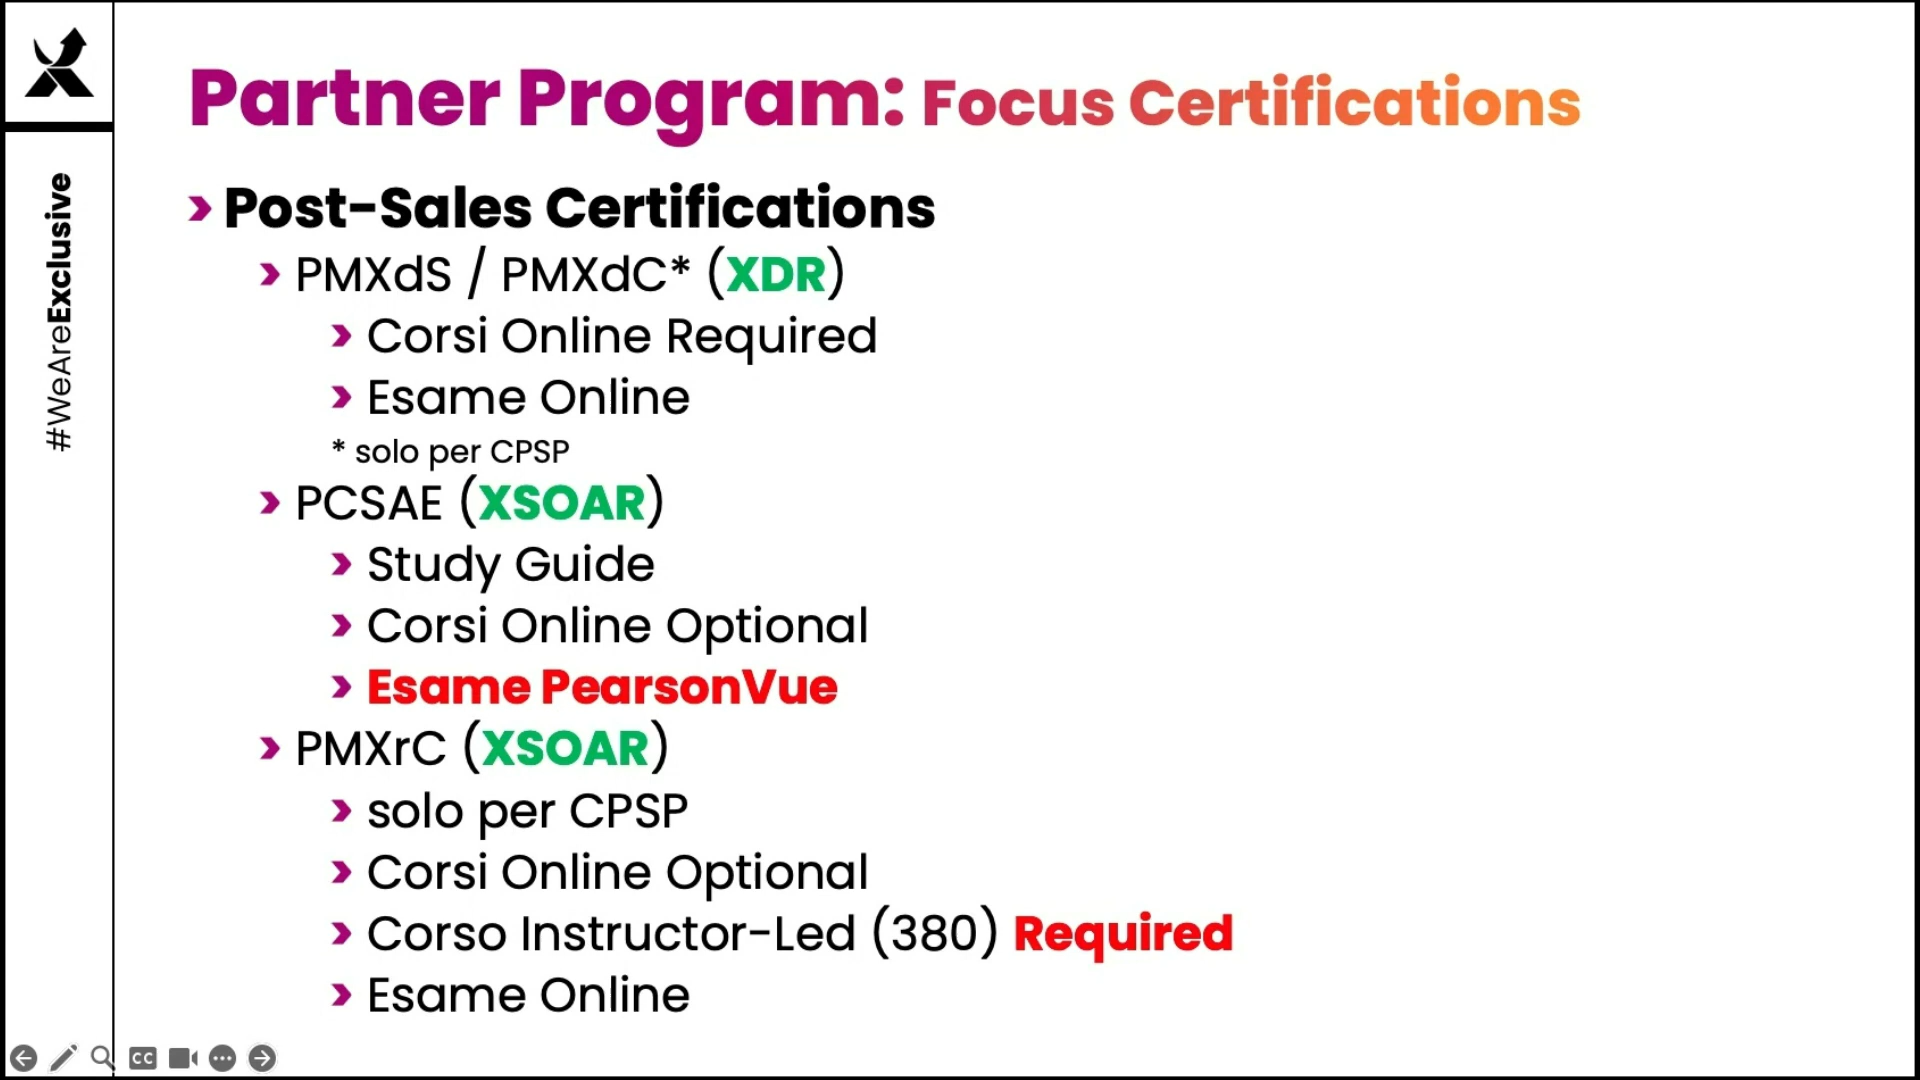 Partner Program: Focus Certifications
#WeAreExclusive
Post-Sales Certifications
PMXdS / PMXdC* (XDR)
Corsi Online Required
Esame Online
* solo per CPSP
PCSAE (XSOAR)
Study Guide
Corsi Online Optional
Esame PearsonVue
PMXrC (XSOAR)
solo per CPSP
Corsi Online Optional
Corso Instructor-Led (380) Required
Esame Online
CC